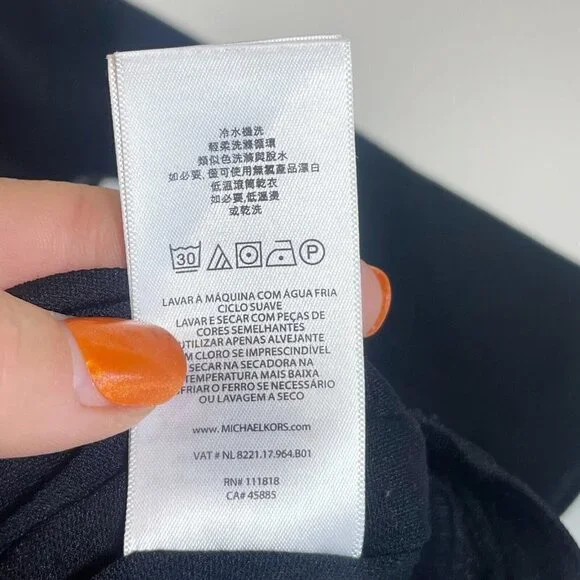 冷水機洗
輕柔洗滌循環
類似色洗滌與脫水
如必要, 僅可使用無氯產品漂白
低溫滾筒乾衣
如必要,低溫燙
或乾洗
30 P
LAVAR À MÁQUINA COM ÁGUA FRIA
CICLO SUAVE
LAVAR E SECAR COM PEÇAS DE
CORES SEMELHANTES
UTILIZAR APENAS ALVEJANTE
CLORO SE IMPRESCINDÍVEL
SECAR NA SECADORA NA
TEMPERATURA MAIS BAIXA
O FERRO SE NECESSÁRIO
OU LAVAGEM A SECO
WWW.MICHAELKORS.COM
VAT # NL 8221.17.964.B01
RN# 111818
CA# 45885